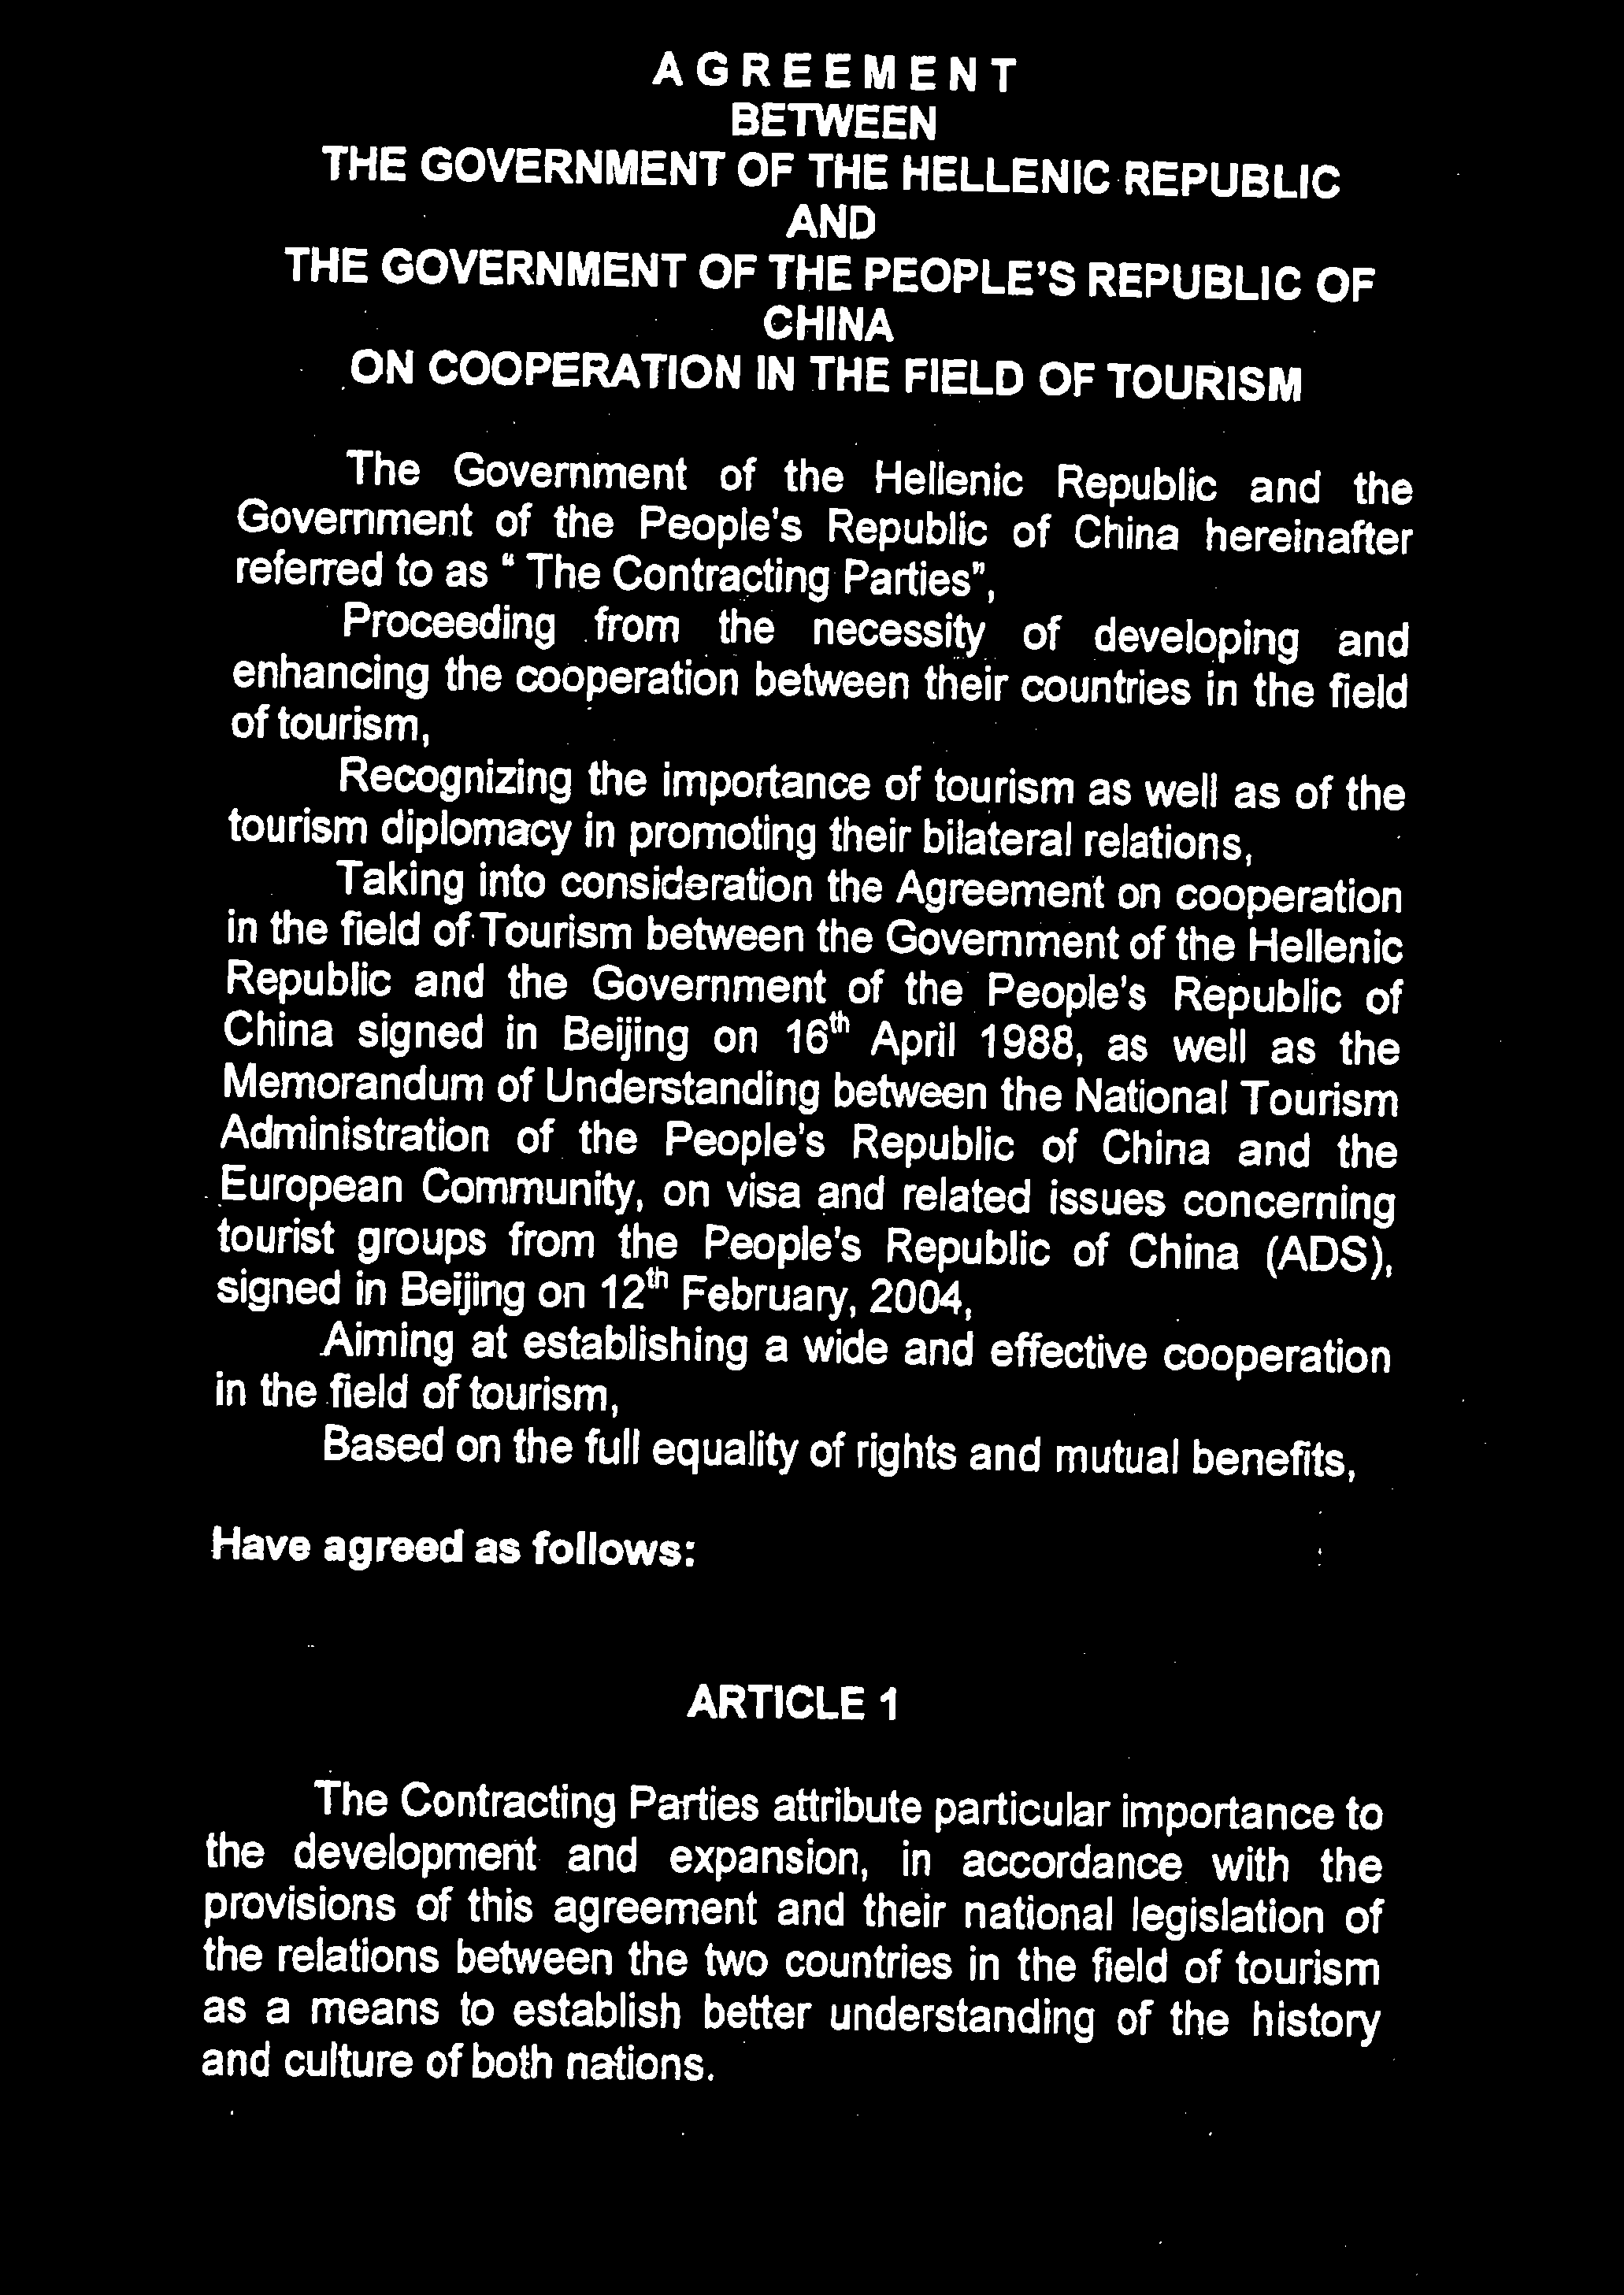 AGREEMENT
BETWEEN
THE GOVERNMENT OF THE HELLENIC REPUBLIC
AND
THE GOVERNMENT OF THE PEOPLE'S REPUBLIC OF
CHINA
ON COOPERATION IN THE FIELD OF TOURISM
The Government of the Hellenic Republic and the
Government of the People's Republic of China hereinafter
referred to as “ The Contracting Parties”,
Proceeding from the necessity of developing and
enhancing the cooperation between their countries in the field
of tourism,
Recognizing the importance of tourism as well as of the
tourism diplomacy in promoting their bilateral relations,
Taking into consideration the Agreement on cooperation
in the field of Tourism between the Government of the Hellenic
Republic and the Government of the People's Republic of
China signed in Beijing on 16th April 1988, as well as the
Memorandum of Understanding between the National Tourism
Administration of the People's Republic of China and the
European Community, on visa and related issues concerning
tourist groups from the People's Republic of China (ADS),
signed in Beijing on 12th February, 2004,
Aiming at establishing a wide and effective cooperation
in the field of tourism,
Based on the full equality of rights and mutual benefits,
Have agreed as follows:
ARTICLE 1
The Contracting Parties attribute particular importance to
the development and expansion, in accordance with the
provisions of this agreement and their national legislation of
the relations between the two countries in the field of tourism
as a means to establish better understanding of the history
and culture of both nations.